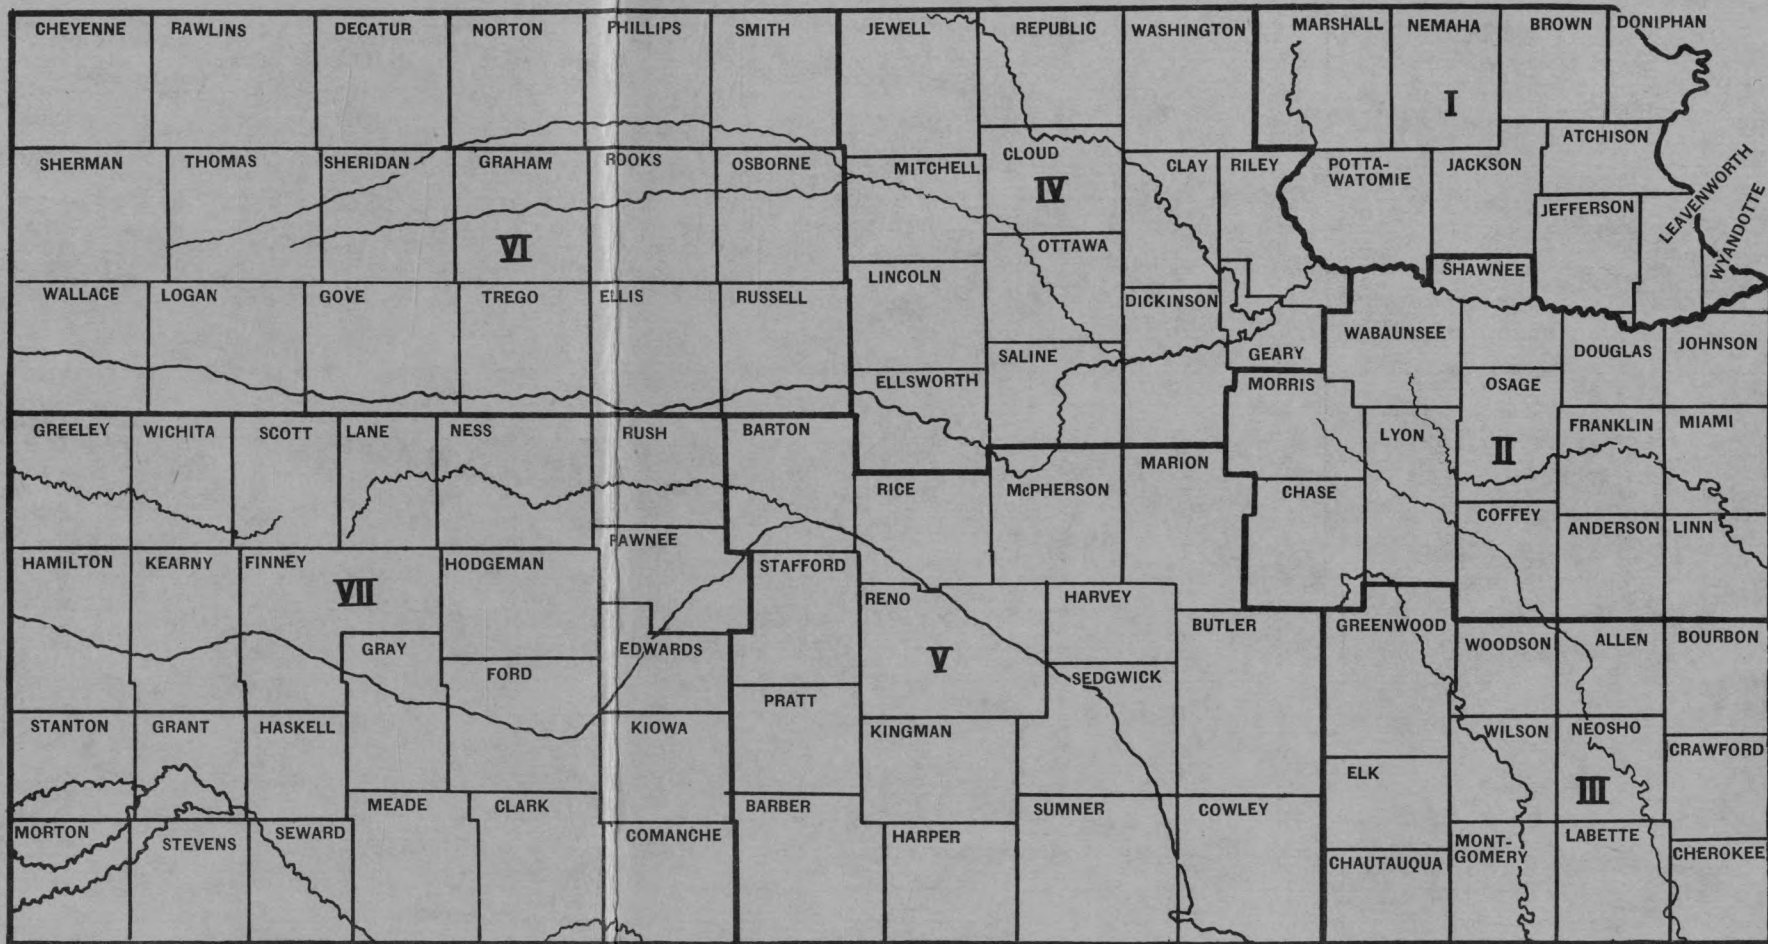 CHEYENNE RAWLINS DECATUR NORTON PHILLIPS SMITH JEWELL REPUBLIC WASHINGTON MARSHALL NEMAHA BROWN DONIPHAN
I
SHERMAN THOMAS SHERIDAN GRAHAM ROOKS OSBORNE MITCHELL CLOUD CLAY RILEY POTTA-
WATOMIE JACKSON ATCHISON
IV
JEFFERSON LEAVENWORTH
WYANDOTTE
VI
OTTAWA
LINCOLN SHAWNEE
WALLACE LOGAN GOVE TREGO ELLIS RUSSELL DICKINSON
WABAUNSEE
SALINE GEARY DOUGLAS JOHNSON
ELLSWORTH MORRIS OSAGE
GREELEY WICHITA SCOTT LANE NESS RUSH BARTON LYON FRANKLIN MIAMI
II
MARION
RICE McPHERSON CHASE
COFFEY
ANDERSON LINN
PAWNEE
HAMILTON KEARNY FINNEY HODGEMAN STAFFORD
VII
RENO HARVEY
BUTLER GREENWOOD
WOODSON ALLEN BOURBON
GRAY EDWARDS
V
FORD SEDGWICK
PRATT
STANTON GRANT HASKELL KIOWA KINGMAN WILSON NEOSHO
CRAWFORD
ELK
III
MEADE CLARK BARBER SUMNER COWLEY
MORTON STEVENS SEWARD COMANCHE HARPER MONT-
GOMERY LABETTE
CHAUTAUQUA CHEROKEE